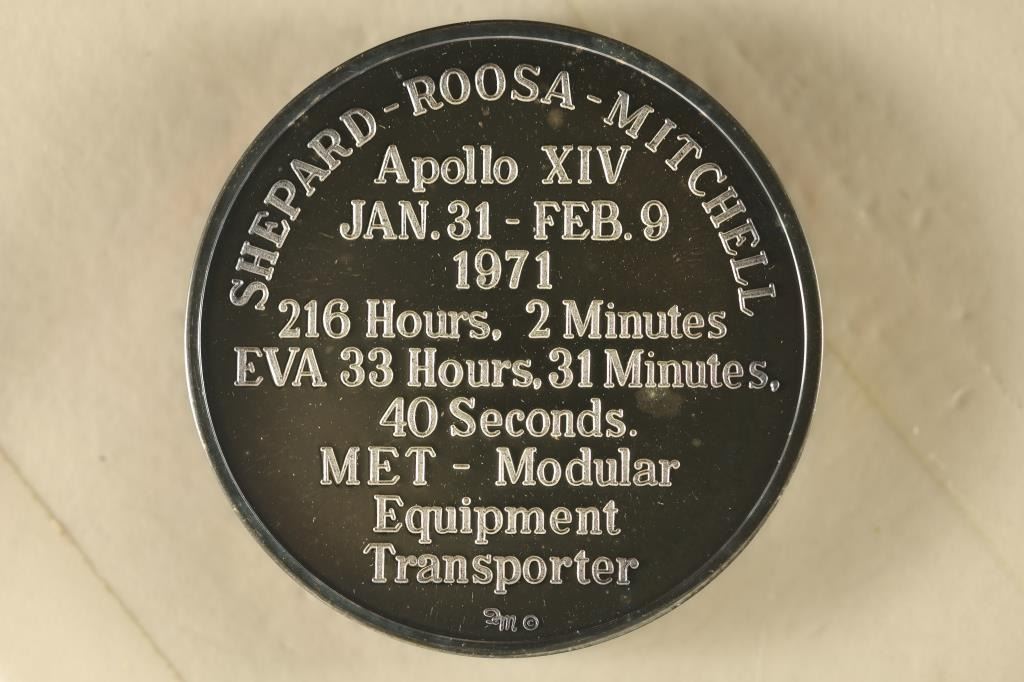 SHEPARD - ROOSA - MITCHELL
Apollo XIV
JAN. 31 - FEB. 9
1971
216 Hours, 2 Minutes
EVA 33 Hours, 31 Minutes,
40 Seconds.
MET - Modular
Equipment
Transporter
FM ©